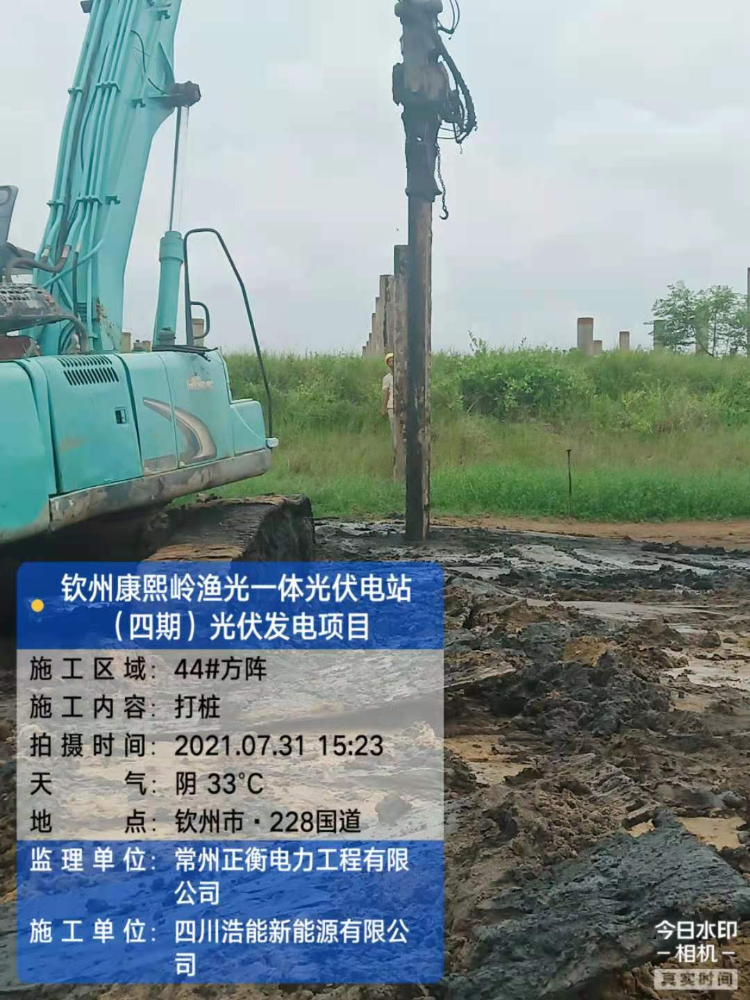 钦州康熙岭渔光一体光伏电站
（四期）光伏发电项目
施工区域：44#方阵
施工内容：打桩
拍摄时间：2021.07.31 15:23
天气：阴 33°C
地点：钦州市·228国道
监理单位：常州正衡电力工程有限
公司
施工单位：四川浩能新能源有限公
司
今日水印
－相机－
真实时间